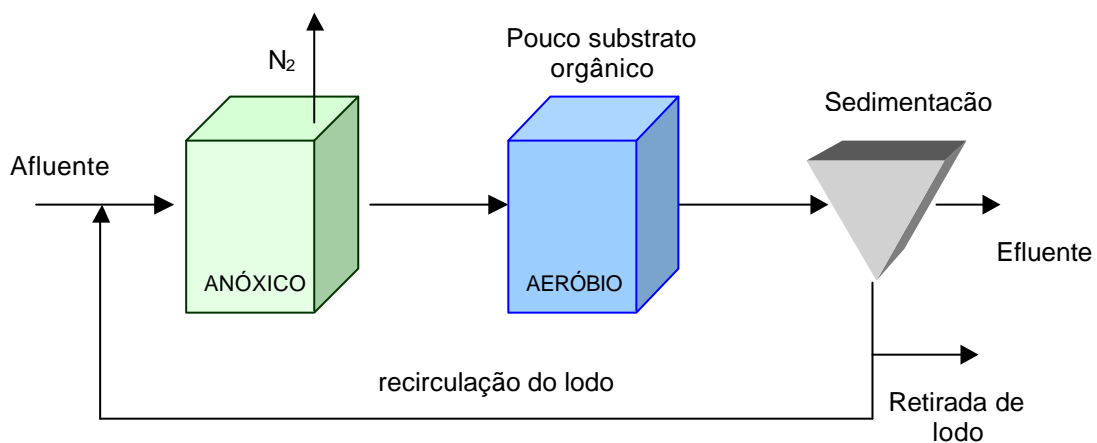 N₂
Pouco substrato
orgânico
Sedimentacão
Afluente
ANÓXICO
AERÓBIO
Efluente
recirculação do lodo
Retirada de
lodo